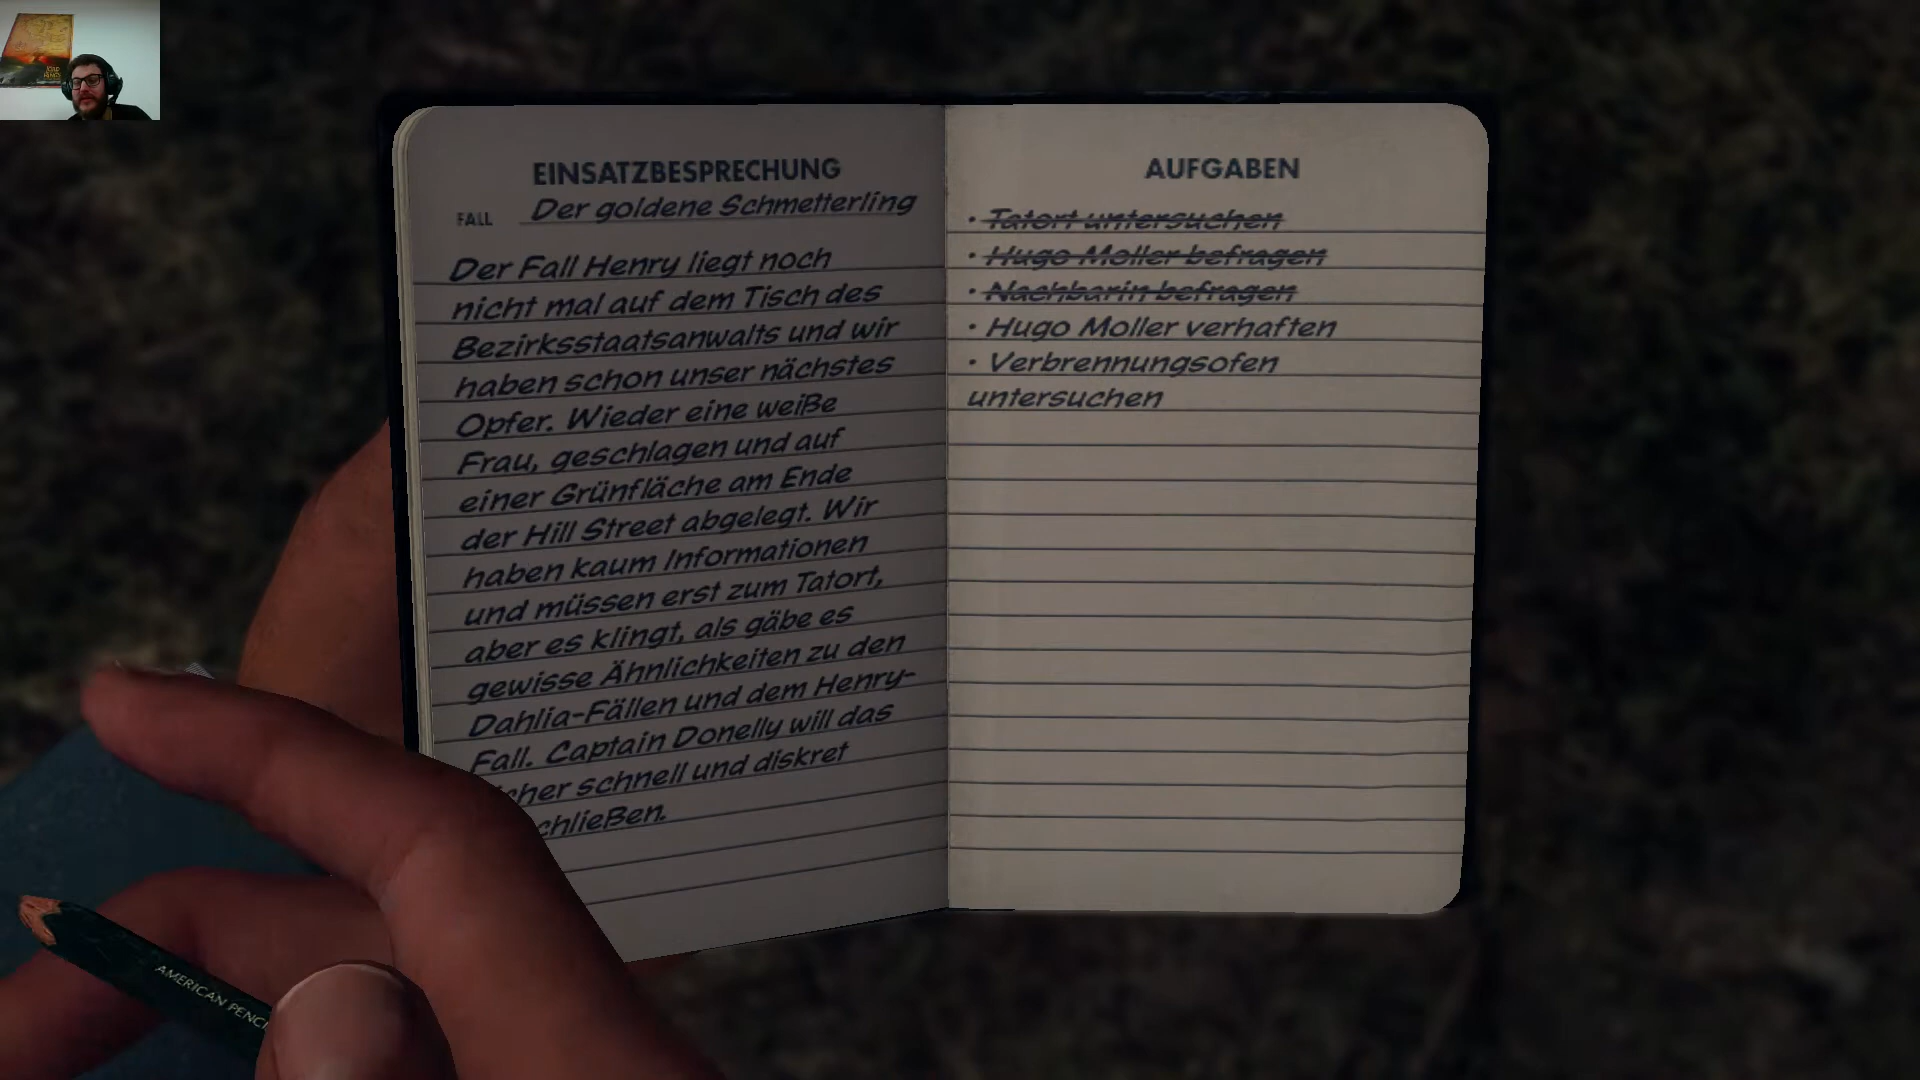 EINSATZBESPRECHUNG
FALL Der goldene Schmetterling
Der Fall Henry liegt noch
nicht mal auf dem Tisch des
Bezirksstaatsanwalts und wir
haben schon unser nächstes
Opfer. Wieder eine weiße
Frau, geschlagen und auf
einer Grünfläche am Ende
der Hill Street abgelegt. Wir
haben kaum Informationen
und müssen erst zum Tatort,
aber es klingt, als gäbe es
gewisse Ähnlichkeiten zu den
Dahlia-Fällen und dem Henry-
Fall. Captain Donelly will das
cher schnell und diskret
chließen.
AUFGABEN
• Tatort untersuchen
• Hugo Moller befragen
• Nachbarin befragen
• Hugo Moller verhaften
• Verbrennungsofen
untersuchen
AMERICAN PENCI